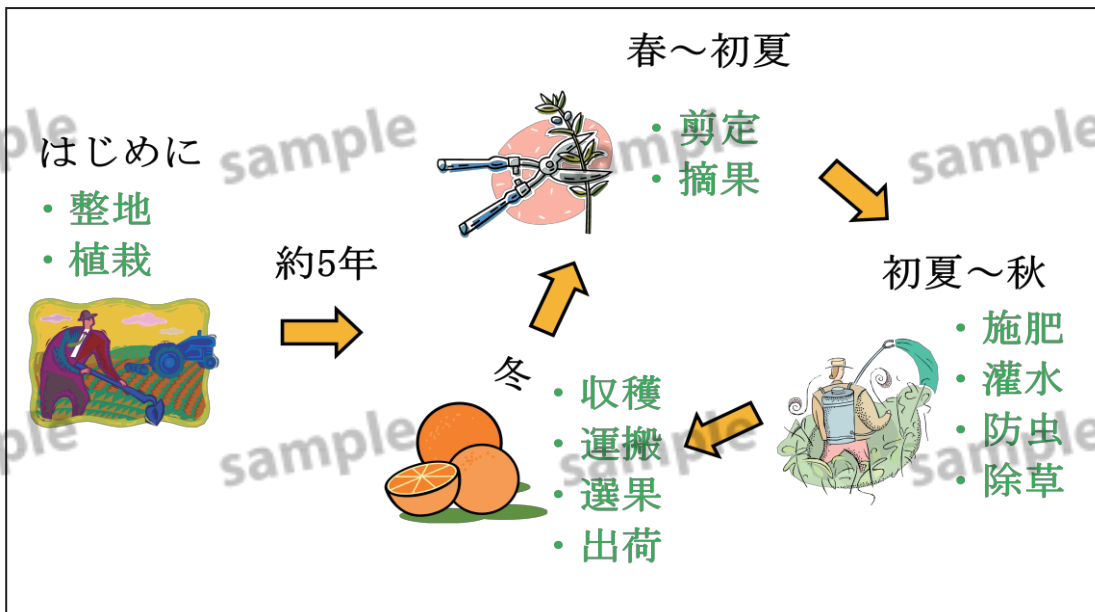 はじめに
・整地
・植栽
約5年
春〜初夏
・剪定
・摘果
初夏〜秋
・施肥
・灌水
・防虫
・除草
冬
・収穫
・運搬
・選果
・出荷
sample
sample
sample
sample
sample
sample
sample
sample